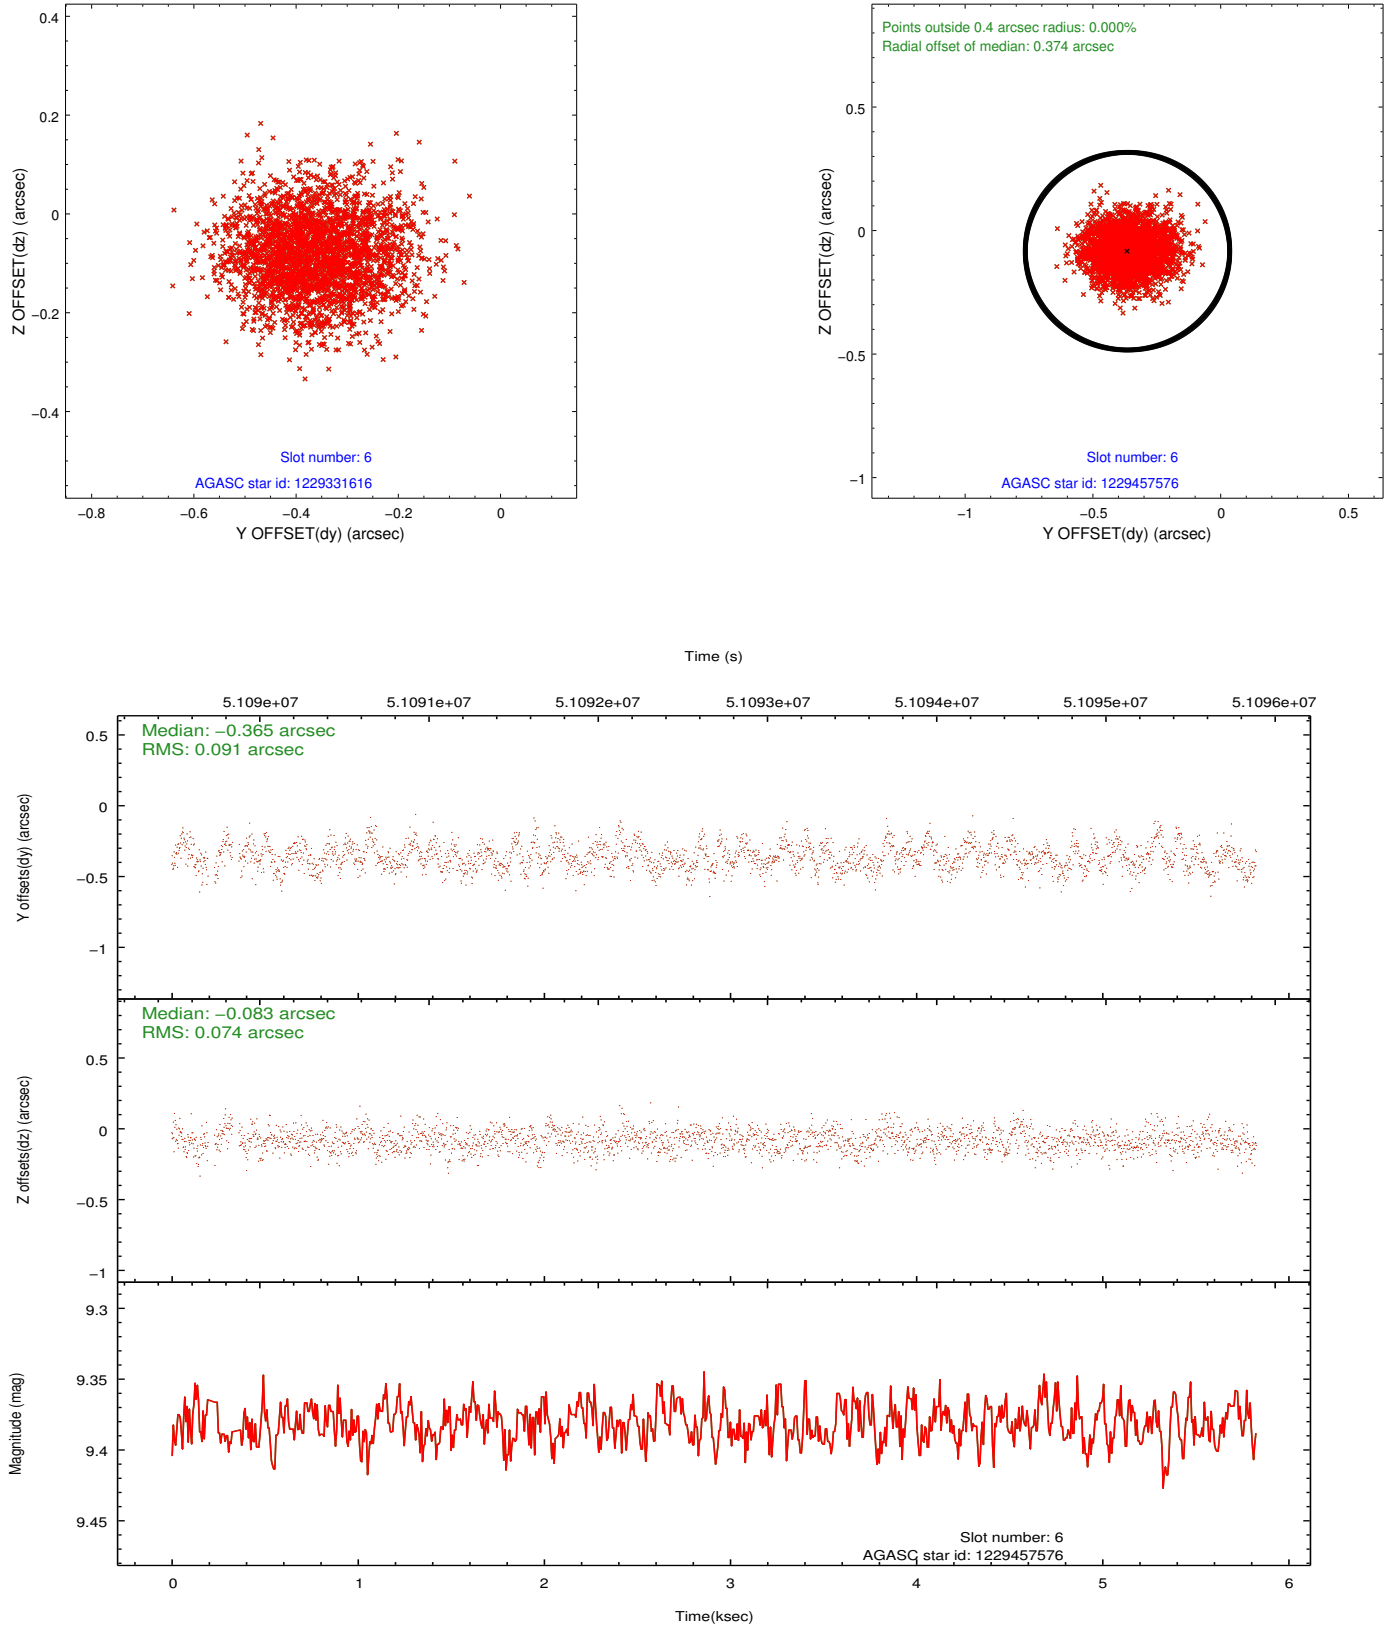 0.4
0.2
0
−0.2
−0.4
Z OFFSET(dz) (arcsec)
Slot number: 6
AGASC star id: 1229331616
−0.8
−0.6
−0.4
−0.2
0
Y OFFSET(dy) (arcsec)
Points outside 0.4 arcsec radius: 0.000%
Radial offset of median: 0.374 arcsec
0.5
0
−0.5
−1
Z OFFSET(dz) (arcsec)
Slot number: 6
AGASC star id: 1229457576
−1
−0.5
0
0.5
Y OFFSET(dy) (arcsec)
Time (s)
5.109e+07
5.1091e+07
5.1092e+07
5.1093e+07
5.1094e+07
5.1095e+07
5.1096e+07
Median: −0.365 arcsec
RMS: 0.091 arcsec
0.5
0
−0.5
−1
Y offsets(dy) (arcsec)
Median: −0.083 arcsec
RMS: 0.074 arcsec
0.5
0
−0.5
−1
Z offsets(dz) (arcsec)
9.3
9.35
9.4
9.45
Magnitude (mag)
Slot number: 6
AGASC star id: 1229457576
0
1
2
3
4
5
6
Time(ksec)